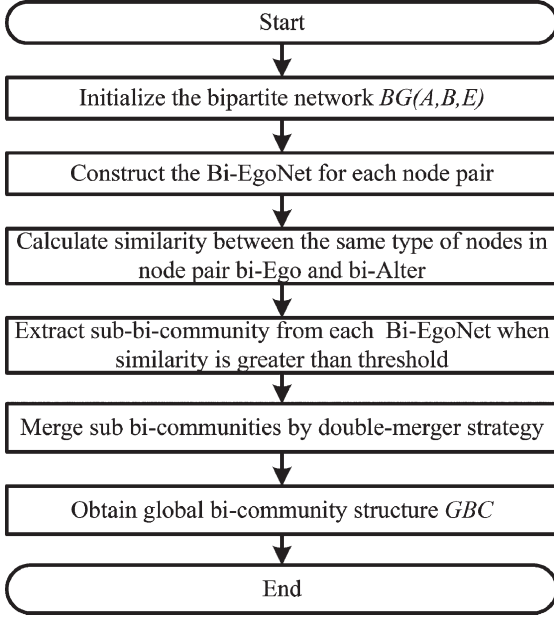 Start
Initialize the bipartite network BG(A,B,E)
Construct the Bi-EgoNet for each node pair
Calculate similarity between the same type of nodes in
node pair bi-Ego and bi-Alter
Extract sub-bi-community from each Bi-EgoNet when
similarity is greater than threshold
Merge sub bi-communities by double-merger strategy
Obtain global bi-community structure GBC
End